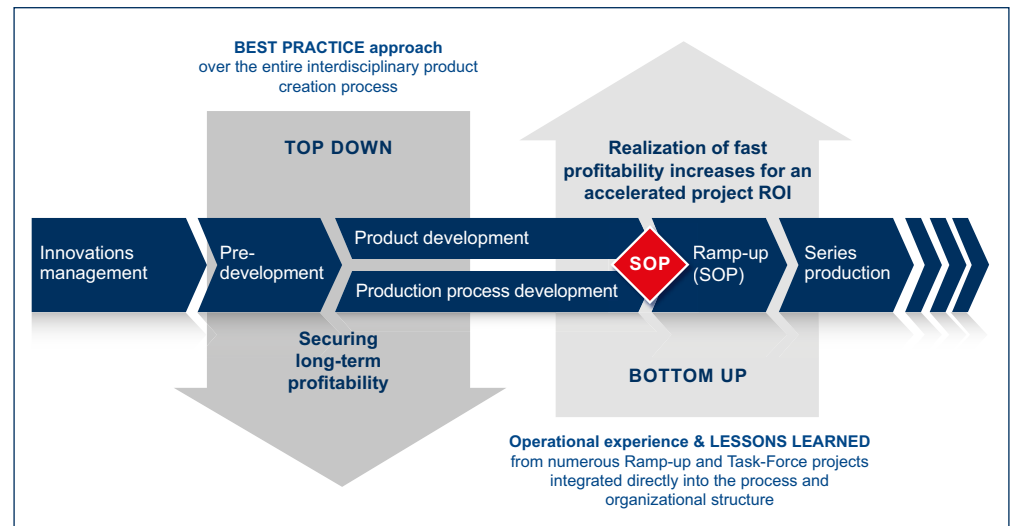 BEST PRACTICE approach
over the entire interdisciplinary product
creation process
TOP DOWN
Realization of fast
profitability increases for an
accelerated project ROI
Innovations
management
Pre-
development
Product development
Production process development
SOP
Ramp-up
(SOP)
Series
production
Securing
long-term
profitability
BOTTOM UP
Operational experience & LESSONS LEARNED
from numerous Ramp-up and Task-Force projects
integrated directly into the process and
organizational structure